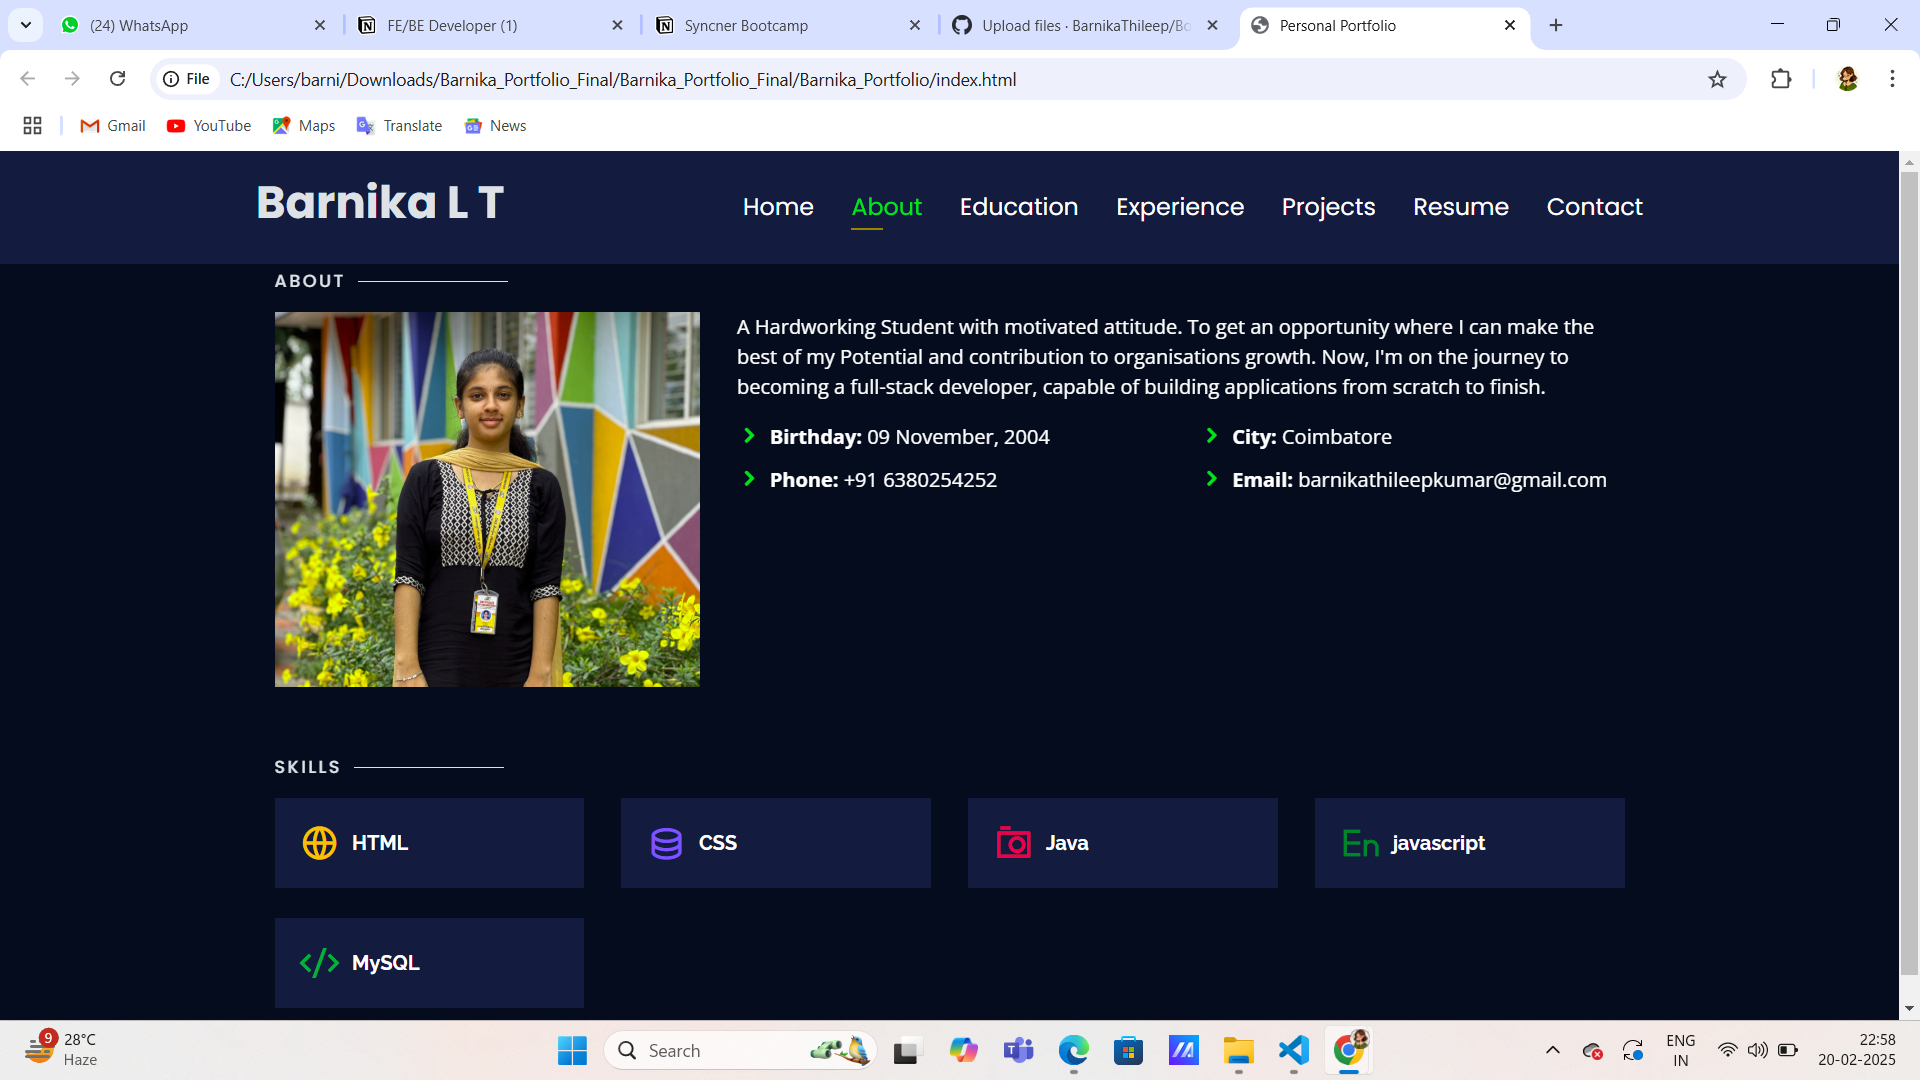 (24) WhatsApp
FE/BE Developer (1)
Syncner Bootcamp
Upload files · BarnikaThileep/Bo
Personal Portfolio
File
C:/Users/barni/Downloads/Barnika_Portfolio_Final/Barnika_Portfolio_Final/Barnika_Portfolio/index.html
Gmail
YouTube
Maps
Translate
News
Barnika L T
Home
About
Education
Experience
Projects
Resume
Contact
ABOUT
A Hardworking Student with motivated attitude. To get an opportunity where I can make the
best of my Potential and contribution to organisations growth. Now, I'm on the journey to
becoming a full-stack developer, capable of building applications from scratch to finish.
Birthday: 09 November, 2004
City: Coimbatore
Phone: +91 6380254252
Email: barnikathileepkumar@gmail.com
SKILLS
HTML
CSS
Java
En
javascript
</> MySQL
9
28°C
Haze
Search
ENG
IN
22:58
20-02-2025